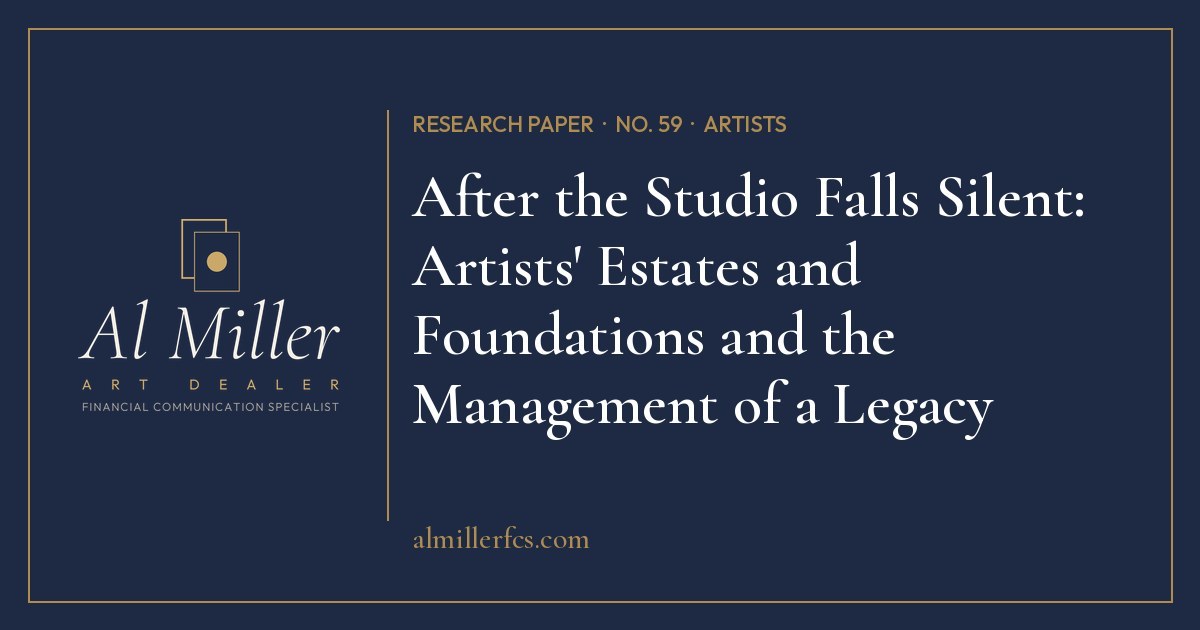 Al Miller
ART DEALER
FINANCIAL COMMUNICATION SPECIALIST
RESEARCH PAPER · NO. 59 · ARTISTS
After the Studio Falls Silent:
Artists' Estates and
Foundations and the
Management of a Legacy
almillerfcs.com